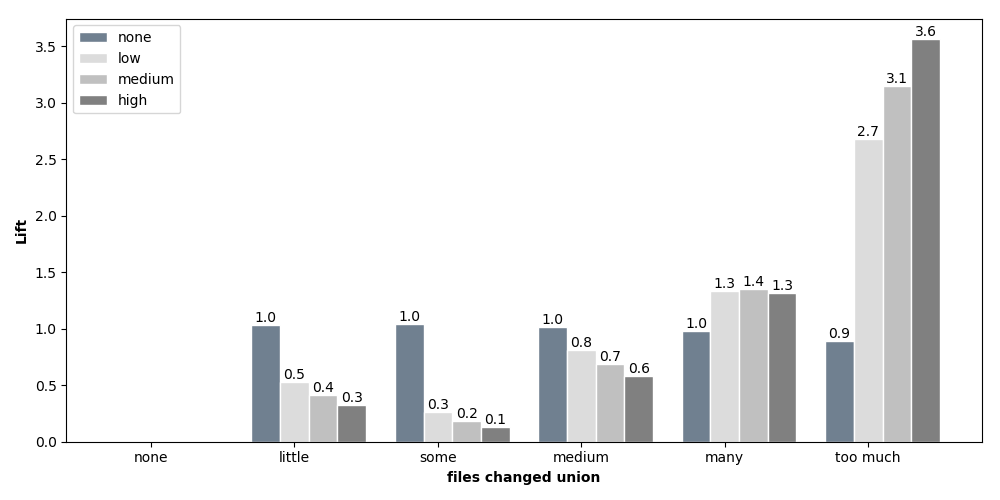 none
low
medium
high
3.5
3.0
2.5
2.0
1.5
1.0
0.5
0.0
Lift
1.0 0.5 0.4 0.3
1.0 0.3 0.2 0.1
1.0 0.8 0.7 0.6
1.0 1.3 1.4 1.3
0.9 2.7 3.1 3.6
none little some medium many too much
files changed union